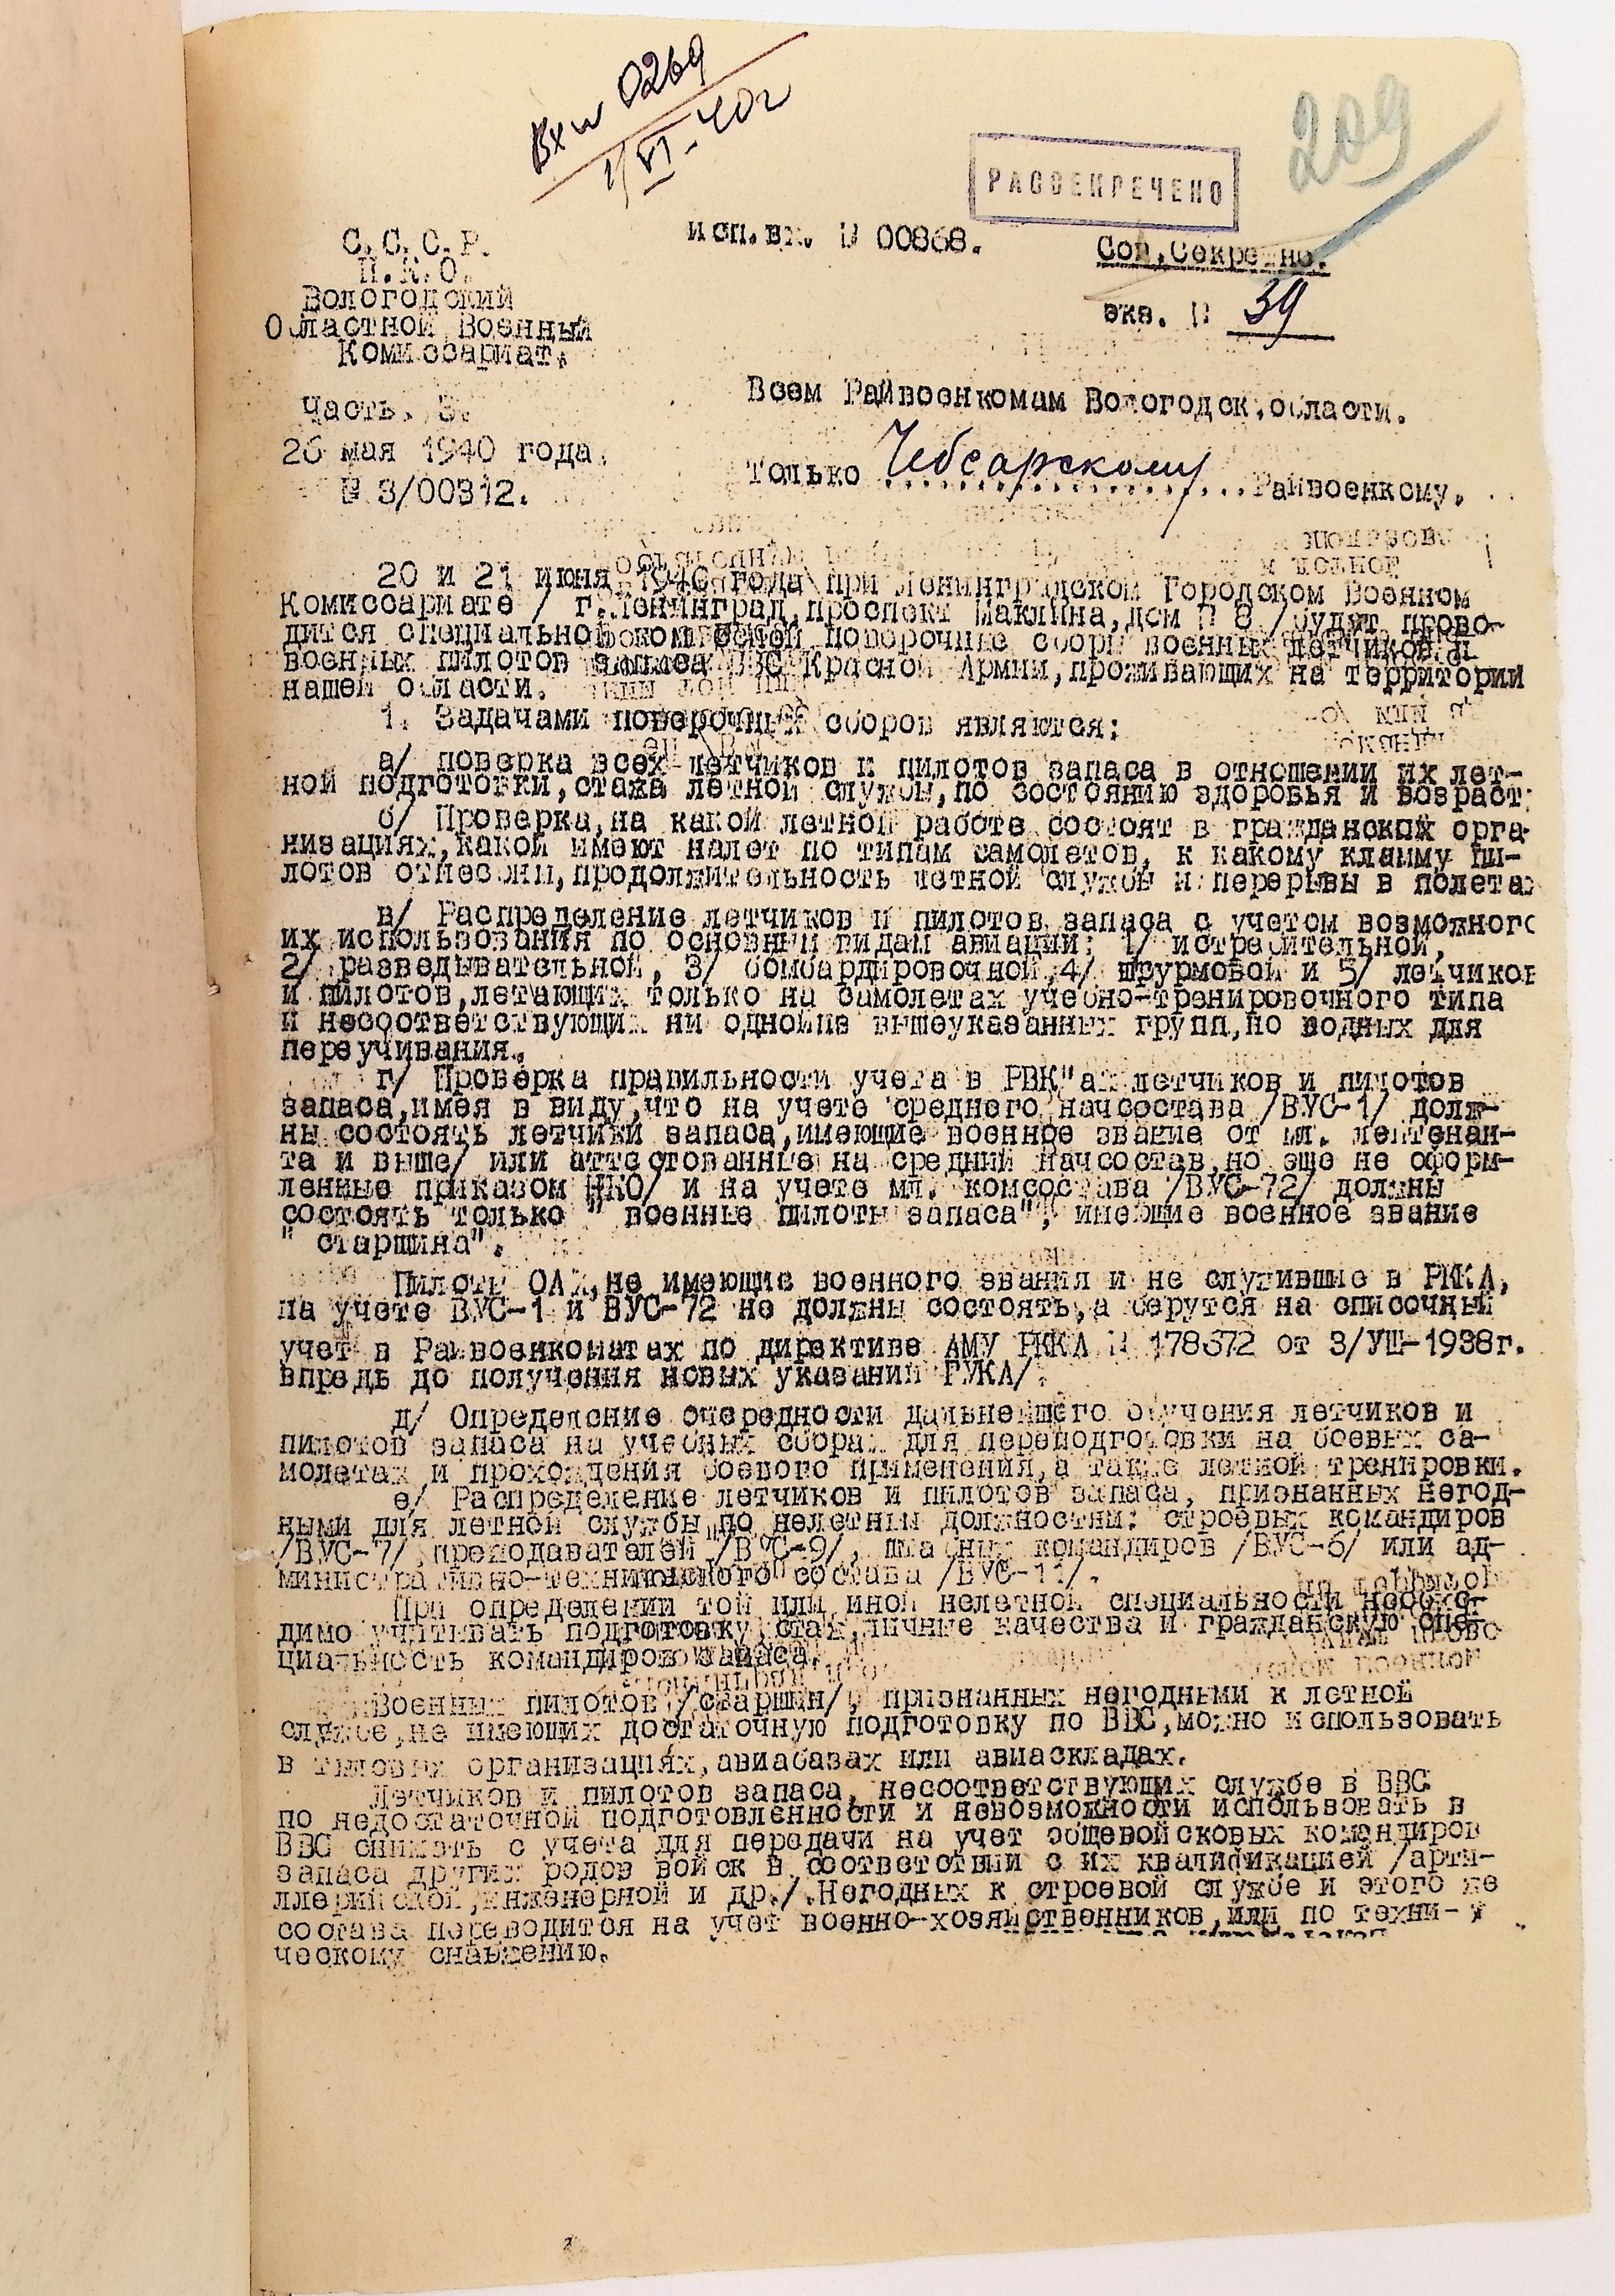 Вх № 0269
1/VI-40г
209
РАССЕКРЕЧЕНО
исп.вх. № 00868.
Сов,Секретно.
экз. № 39
С.С.С.Р.
Н.К.О.
Вологодский
Областной Военный
Комиссариат.
Часть. 3.
26 мая 1940 года.
№ 3/00312.
Всем Райвоенкомам Вологодск.области.
Только Чебсарскому Райвоенкому.
20 и 21 июня 1940 года при Ленинградском Городском Военном
Комиссариате / г.Ленинград,проспект Маклина,дом № 8 /будут прово-
дится специальной комиссией поверочные сборы военных летчиков и
военных пилотов запаса ВВС Красной Армии,проживающих на территории
нашей области.
1. Задачами поверочных сборов являются:
а/ поверка всех летчиков и пилотов запаса в отношении их лет-
ной подготовки,стажа летной службы,по состоянию здоровья и возраст
б/ Проверка,на какой летной работе состоят в гражданских орга-
низациях,какой имеют налет по типам самолетов, к какому клаmму пи-
лотов отнесены,продолжительность летной службы и перерывы в полетах
в/ Распределение летчиков и пилотов запаса с учетом возможного
их использования по основным видам авиации: 1/ истребительной,
2/ разведывательной, 3/ бомбардировочной,4/ штурмовой и 5/ летчиков
и пилотов,летающих только на самолетах учебно-тренировочного типа
и несоответствующих ни однойиз вышеуказанных групп,но водных для
переучивания.
г/ Проверка правильности учета в РВК"ах летчиков и пилотов
запаса,имея в виду,что на учете среднего начсостава /ВУС-1/ долж-
ны состоять летчики запаса,имеющие военное звание от мл. лейтенан-
та и выше/ или аттестованные на средний начсостав,но еще не оформ-
ленные приказом НКО/ и на учете мл. комсостава /ВУС-72/ должны
состоять только " военные пилоты запаса", имеющие военное звание
" старшина".
Пилоты ОАХ,не имеющие военного звания и не служившие в РККА,
на учете ВУС-1 и ВУС-72 не должны состоять,а берутся на списочный
учет в Райвоенкоматах по директиве АМУ РККА № 178372 от 3/УШ-1938г.
впредь до получения новых указаний РУКА/.
д/ Определение очередности дальнейшего обучения летчиков и
пилотов запаса на учебных сборах для переподготовки на боевых са-
молетах и прохождения боевого применения,а также летной тренировки.
е/ Распределение летчиков и пилотов запаса, признанных негод-
ными для летной службы по нелетным должностям: строевых командиров
/ВУС-7/,преподавателей /ВУС-9/, штабных командиров /ВУС-6/ или ад-
министративно-технического состава /ВУС-11/.
При определении той или иной нелетной специальности необхо-
димо учитывать подготовку,стаж,личные качества и гражданскую спе-
циальность командиров запаса.
Военных пилотов /старшин/, признанных негодными к летной
службе,не имеющих достаточную подготовку по ВВС,можно использовать
в тыловых организациях,авиабазах или авиаскладах.
Летчиков и пилотов запаса, несоответствующих службе в ВВС
по недостаточной подготовленности и невозможности использовать в
ВВС снимать с учета для передачи на учет общевойсковых командиров
запаса других родов войск в соответствии с их квалификацией /арти-
ллерийской,инженерной и др./.Негодных к строевой службе и этого же
состава переводится на учет военно-хозяйственников,или по техни-
ческому снабжению.